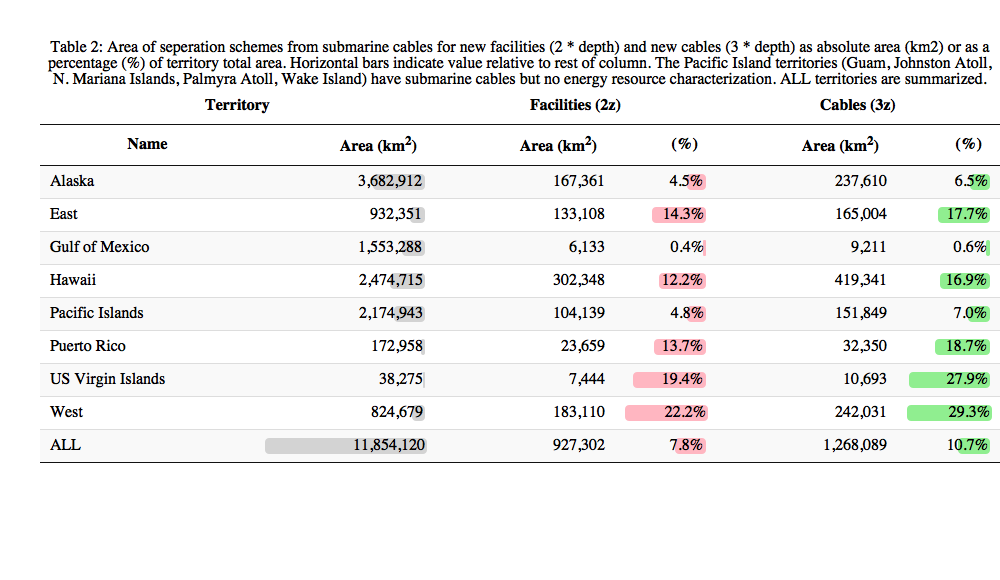 Table 2: Area of seperation schemes from submarine cables for new facilities (2 * depth) and new cables (3 * depth) as absolute area (km2) or as a
percentage (%) of territory total area. Horizontal bars indicate value relative to rest of column. The Pacific Island territories (Guam, Johnston Atoll,
N. Mariana Islands, Palmyra Atoll, Wake Island) have submarine cables but no energy resource characterization. ALL territories are summarized.
Territory Facilities (2z) Cables (3z)
Name Area (km²) Area (km²) (%) Area (km²) (%)
Alaska 3,682,912 167,361 4.5% 237,610 6.5%
East 932,351 133,108 14.3% 165,004 17.7%
Gulf of Mexico 1,553,288 6,133 0.4% 9,211 0.6%
Hawaii 2,474,715 302,348 12.2% 419,341 16.9%
Pacific Islands 2,174,943 104,139 4.8% 151,849 7.0%
Puerto Rico 172,958 23,659 13.7% 32,350 18.7%
US Virgin Islands 38,275 7,444 19.4% 10,693 27.9%
West 824,679 183,110 22.2% 242,031 29.3%
ALL 11,854,120 927,302 7.8% 1,268,089 10.7%